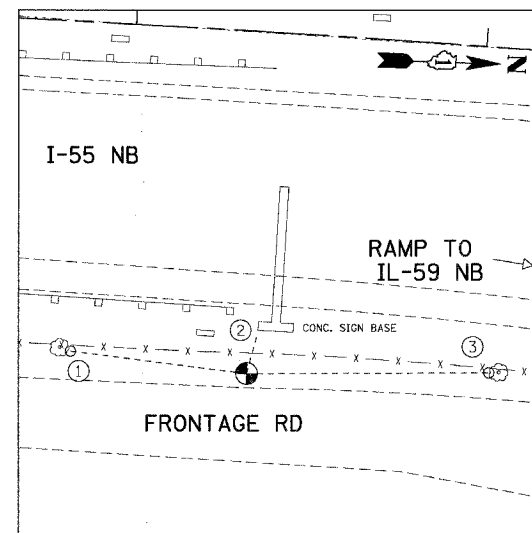 N
I-55 NB
RAMP TO
IL-59 NB
2
CONC. SIGN BASE
3
1
FRONTAGE RD